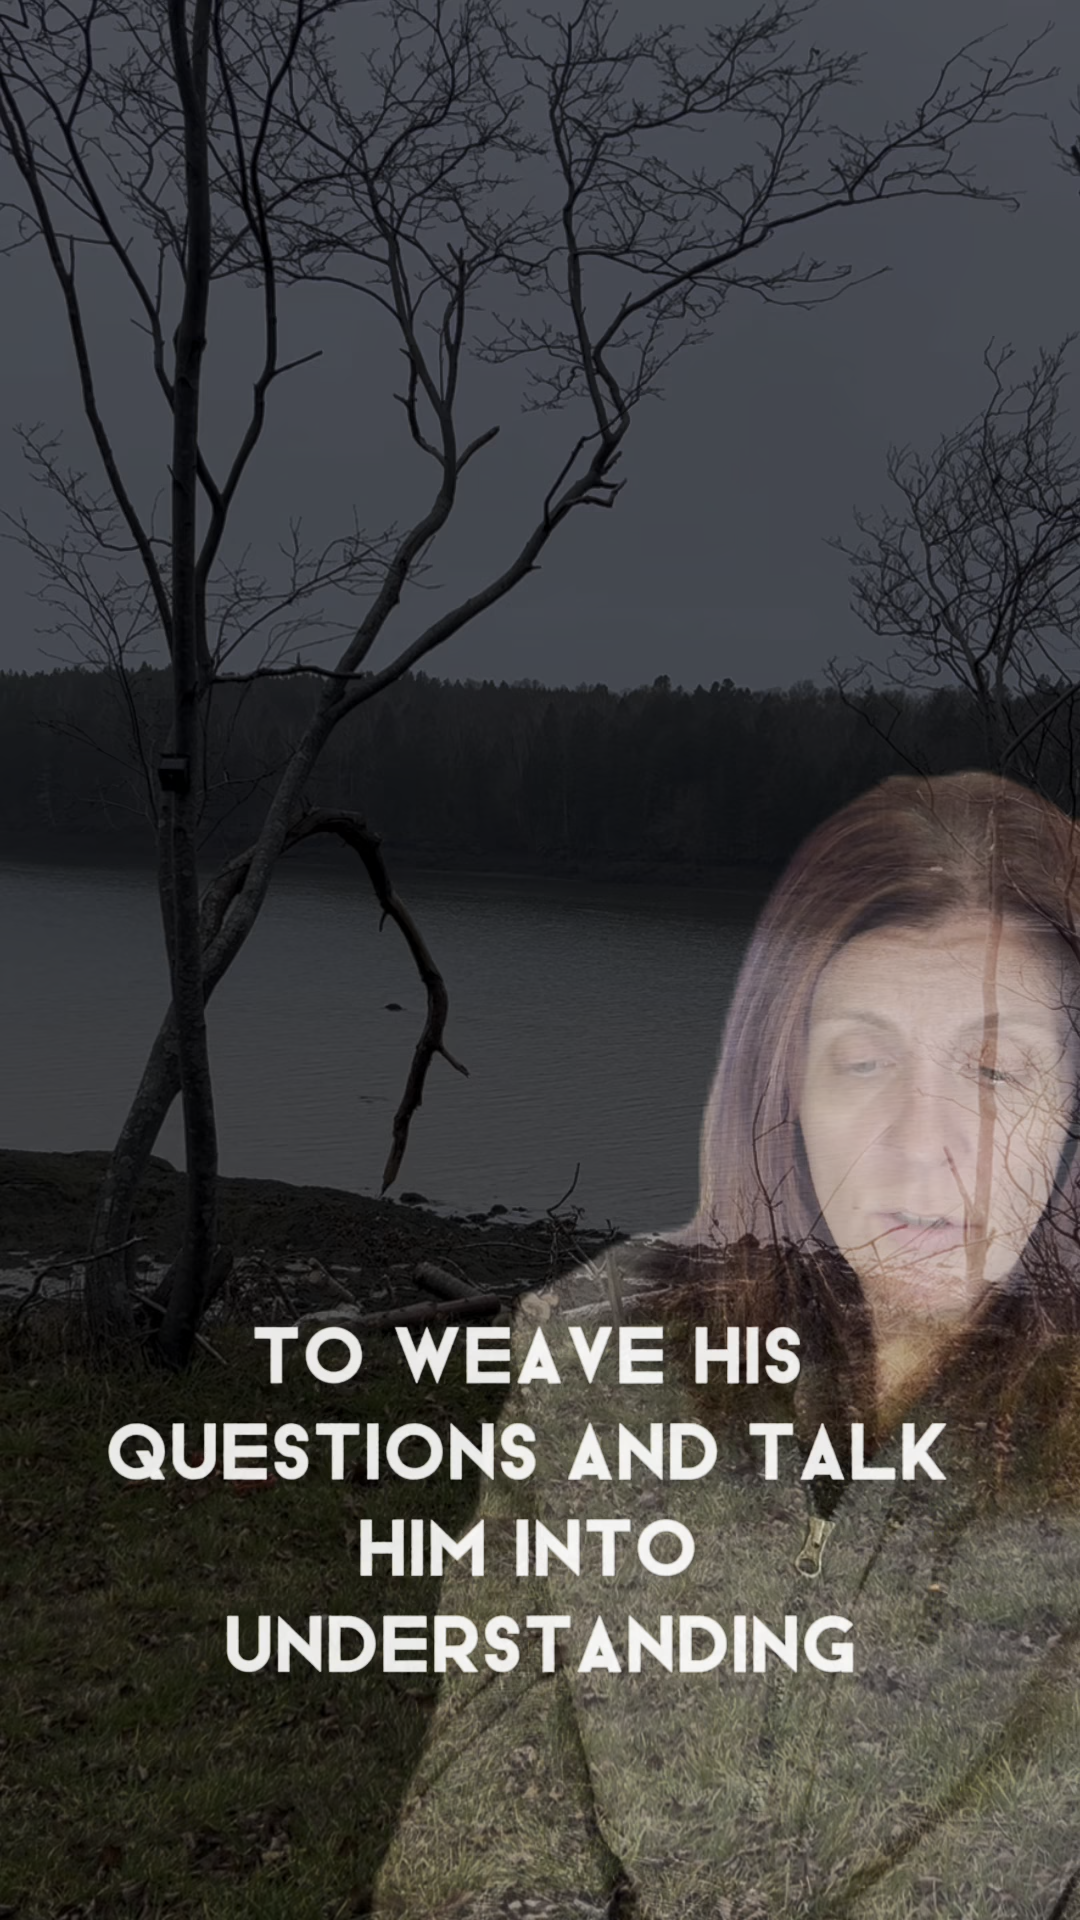 TO WEAVE HIS
QUESTIONS AND TALK
HIM INTO
UNDERSTANDING